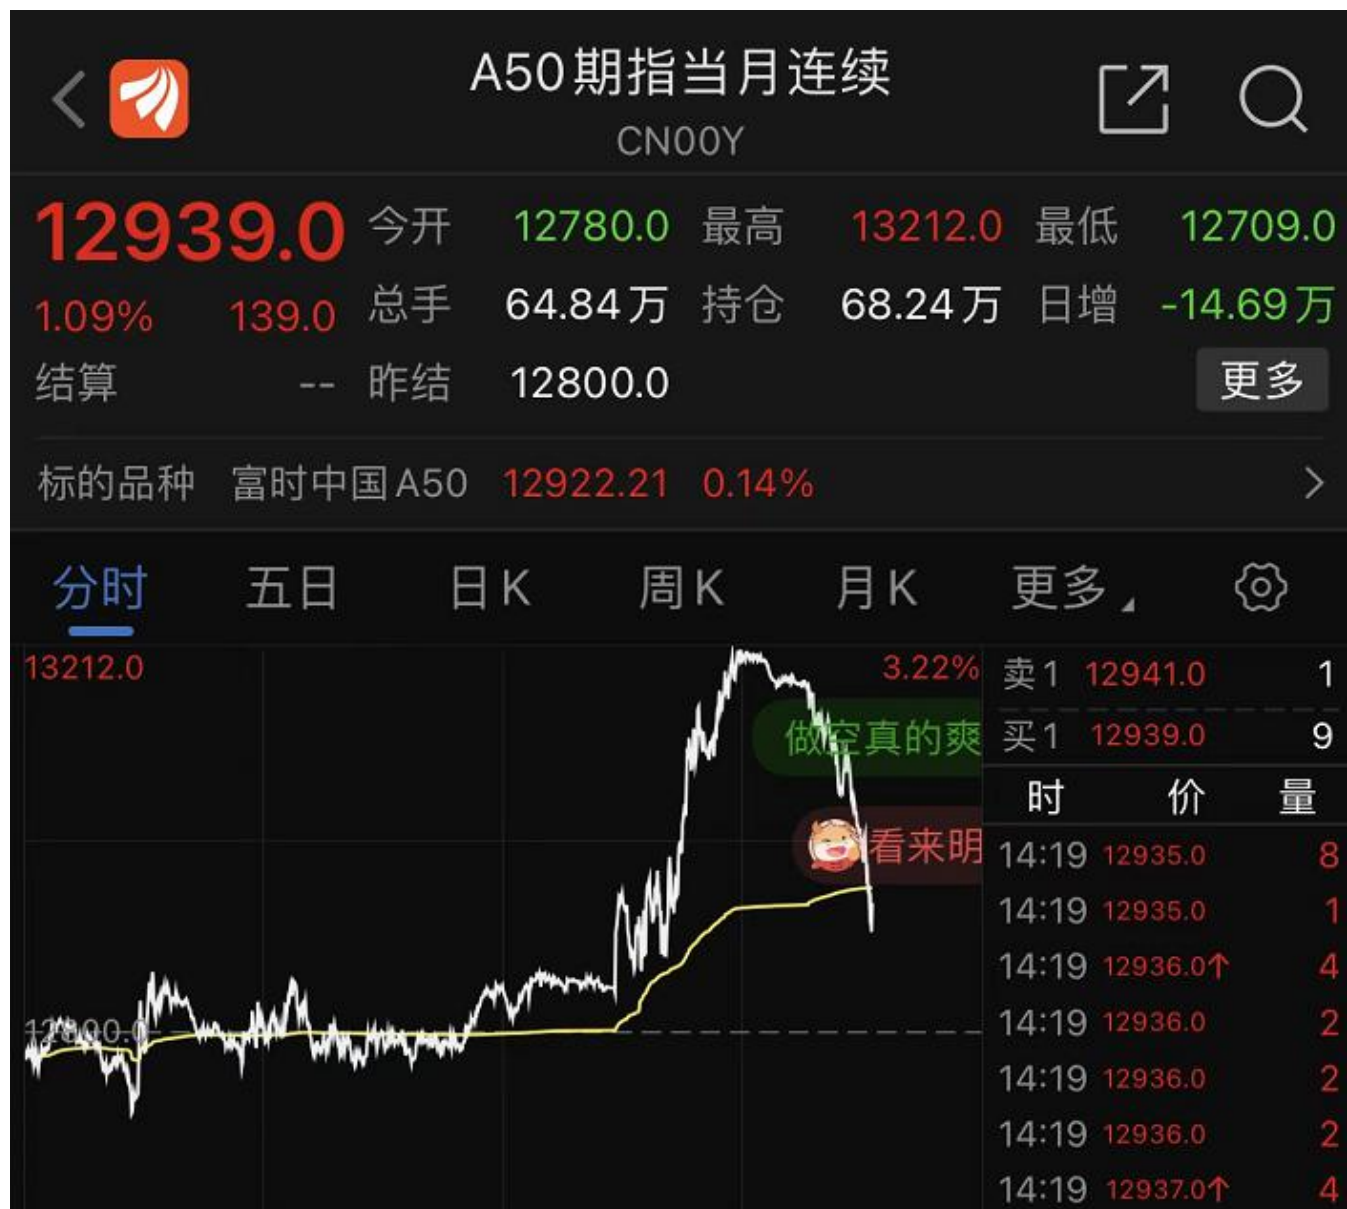 A50期指当月连续
CN00Y
12939.0 今开 12780.0 最高 13212.0 最低 12709.0
1.09% 139.0 总手 64.84万 持仓 68.24万 日增 -14.69万
结算 -- 昨结 12800.0 更多
标的品种 富时中国A50 12922.21 0.14%
分时 五日 日K 周K 月K 更多
13212.0 3.22%
做空真的爽
看来明
12800.0
卖1 12941.0 1
买1 12939.0 9
时 价 量
14:19 12935.0 8
14:19 12935.0 1
14:19 12936.0↑ 4
14:19 12936.0 2
14:19 12936.0 2
14:19 12936.0 2
14:19 12937.0↑ 4